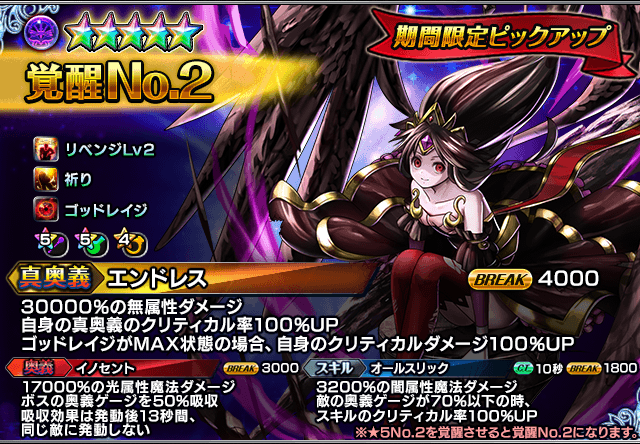 期間限定ピックアップ
覚醒No.2
リベンジLv2
祈り
ゴッドレイジ
5 5 4
真奥義 エンドレス BREAK 4000
30000%の無属性ダメージ
自身の真奥義のクリティカル率100%UP
ゴッドレイジがMAX状態の場合、自身のクリティカルダメージ100%UP
奥義 イノセント BREAK 3000
17000%の光属性魔法ダメージ
ボスの奥義ゲージを50%吸収
吸収効果は発動後13秒間、
同じ敵に発動しない
スキル オールスリック C.T. 10秒 BREAK 1800
3200%の闇属性魔法ダメージ
敵の奥義ゲージが70%以下の時、
スキルのクリティカル率100%UP
※★5No.2を覚醒させると覚醒No.2になります。